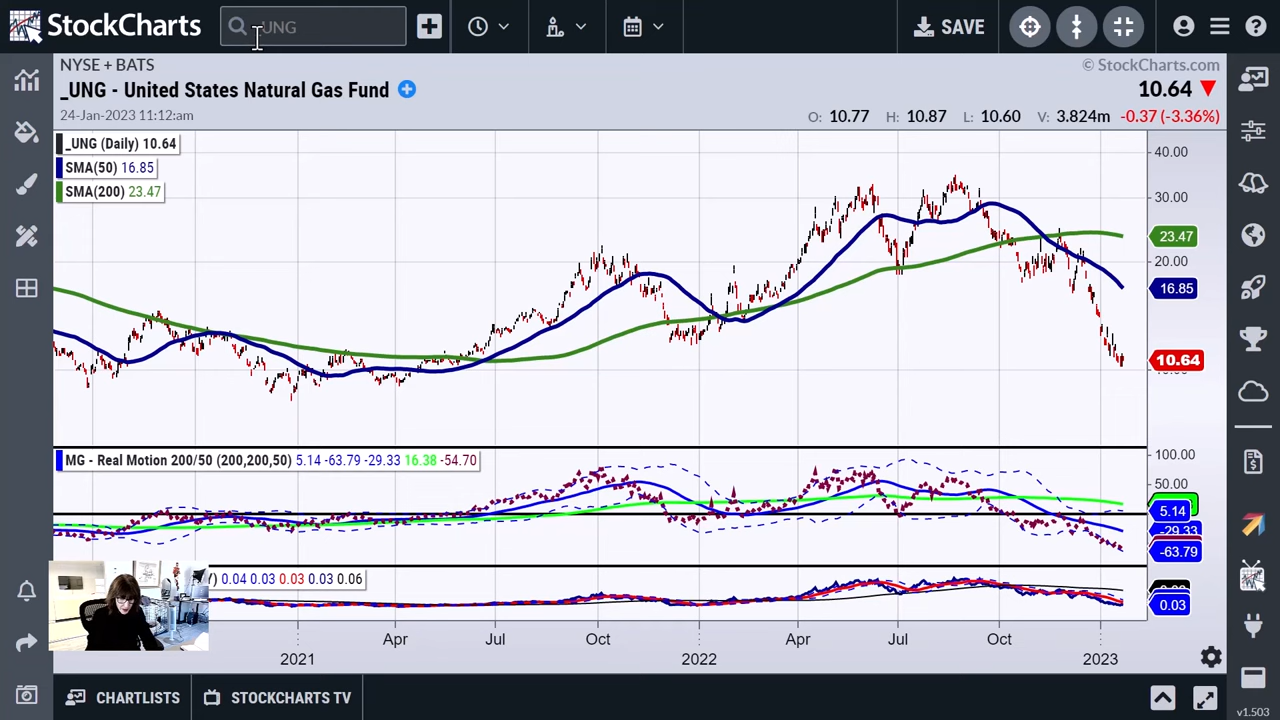 StockCharts
_UNG
SAVE
NYSE + BATS
© StockCharts.com
_UNG - United States Natural Gas Fund
10.64
24-Jan-2023 11:12:am
O: 10.77 H: 10.87 L: 10.60 V: 3.824m -0.37 (-3.36%)
_UNG (Daily) 10.64
SMA(50) 16.85
SMA(200) 23.47
40.00
30.00
23.47
20.00
16.85
10.64
MG - Real Motion 200/50 (200,200,50) 5.14 -63.79 -29.33 16.38 -54.70
100.00
50.00
5.14
-29.33
-63.79
0.04 0.03 0.03 0.03 0.06
0.03
Apr Jul Oct Apr Jul Oct
2021 2022 2023
CHARTLISTS
STOCKCHARTS TV
v1.503